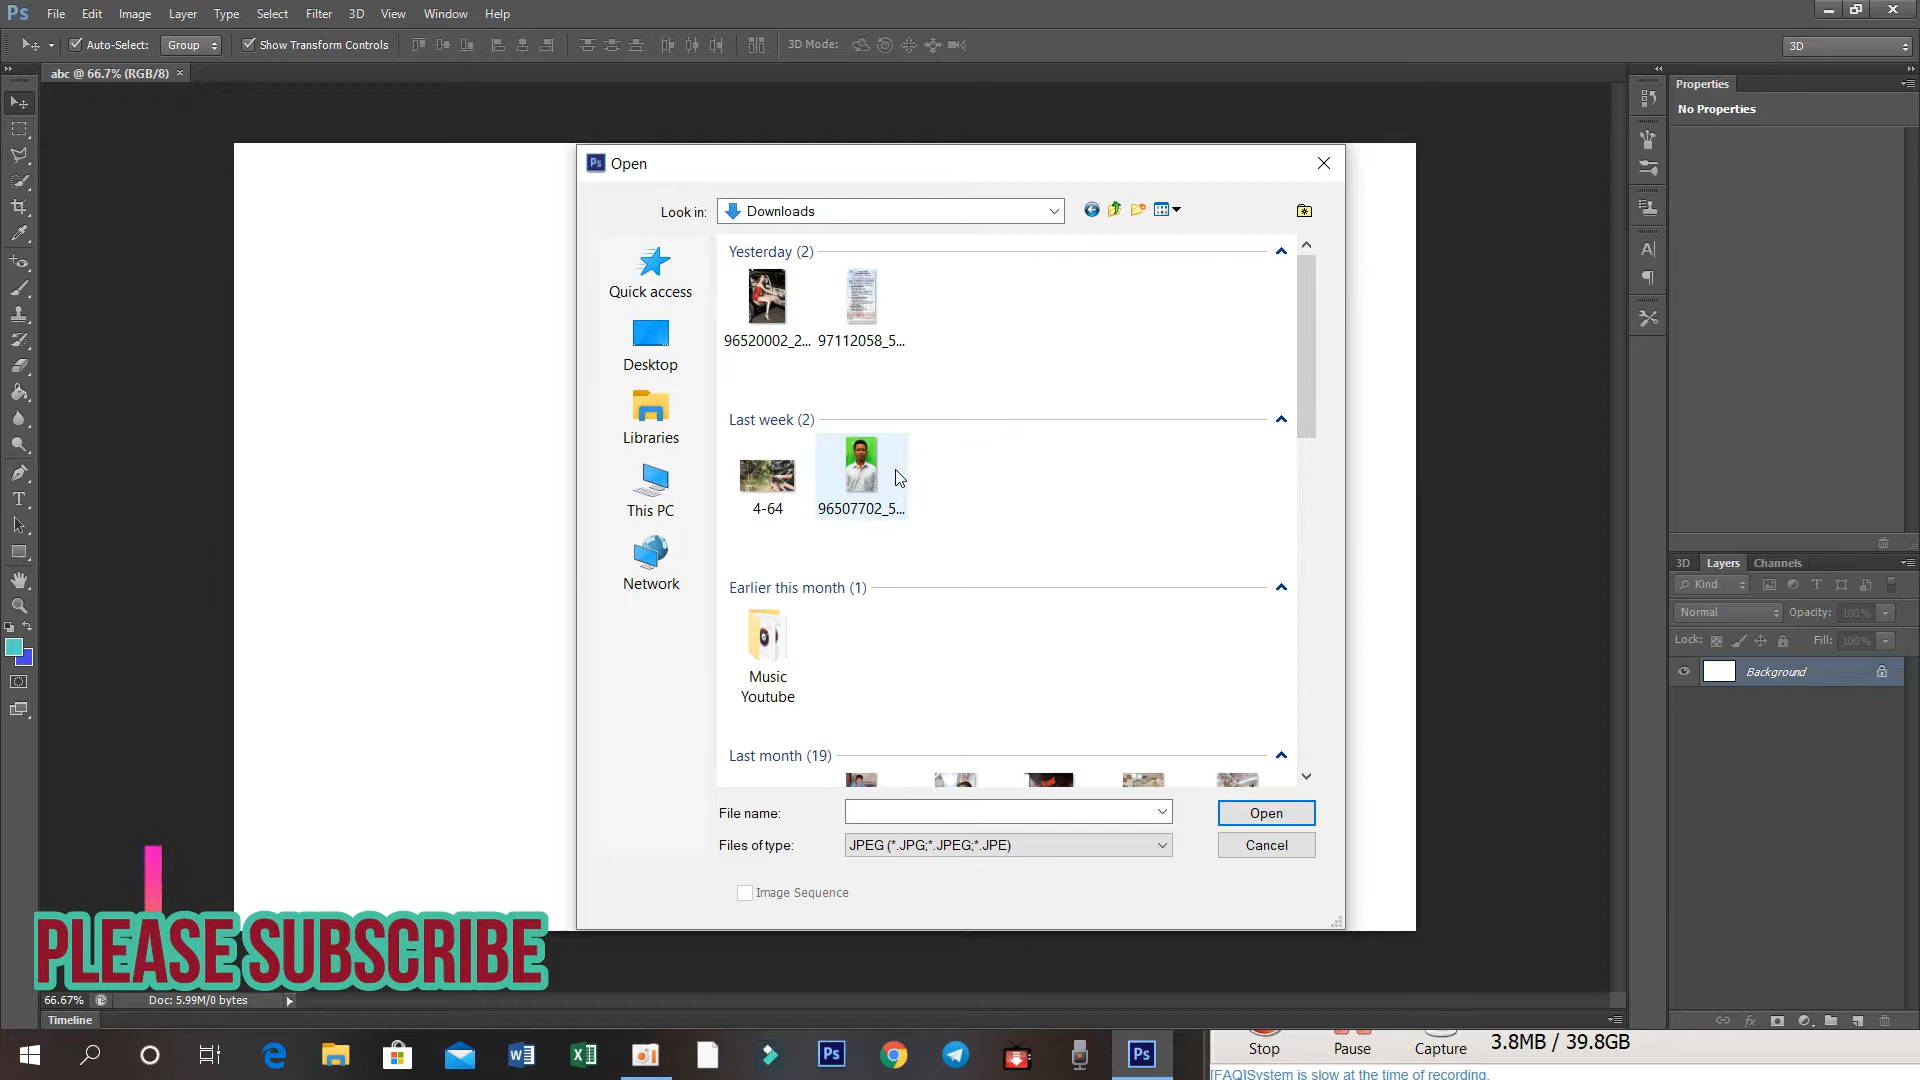 Ps File Edit Image Layer Type Select Filter 3D View Window Help
Auto-Select: Group Show Transform Controls 3D Mode: 3D
abc @ 66.7% (RGB/8) ×
Properties
No Properties
Ps Open
Look in: Downloads
Quick access
Desktop
Libraries
This PC
Network
Yesterday (2)
96520002_2... 97112058_5...
Last week (2)
4-64 96507702_5...
Earlier this month (1)
Music
Youtube
Last month (19)
File name: Open
Files of type: JPEG (*.JPG;*.JPEG;*.JPE) Cancel
Image Sequence
3D Layers Channels
Kind
Normal Opacity: 100%
Lock: Fill: 100%
Background
PLEASE SUBSCRIBE
66.67% Doc: 5.99M/0 bytes
Timeline
Stop Pause Capture 3.8MB / 39.8GB
[FAQ]System is slow at the time of recording.